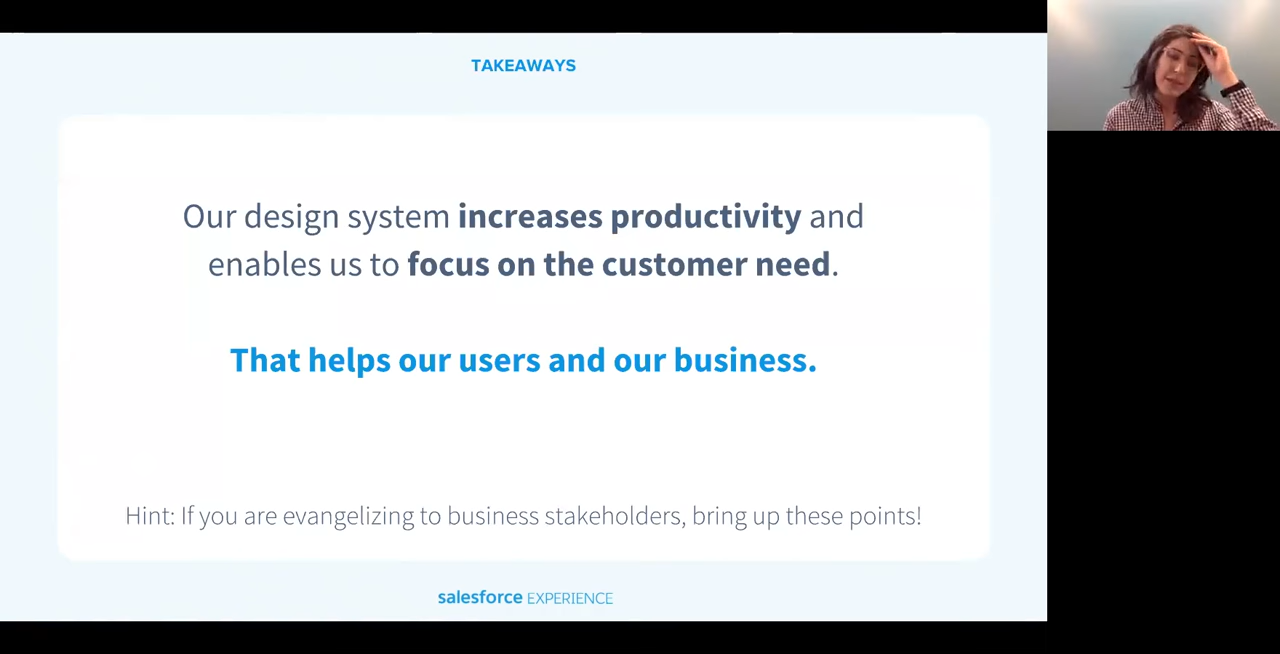 TAKEAWAYS
Our design system increases productivity and
enables us to focus on the customer need.
That helps our users and our business.
Hint: If you are evangelizing to business stakeholders, bring up these points!
salesforce EXPERIENCE